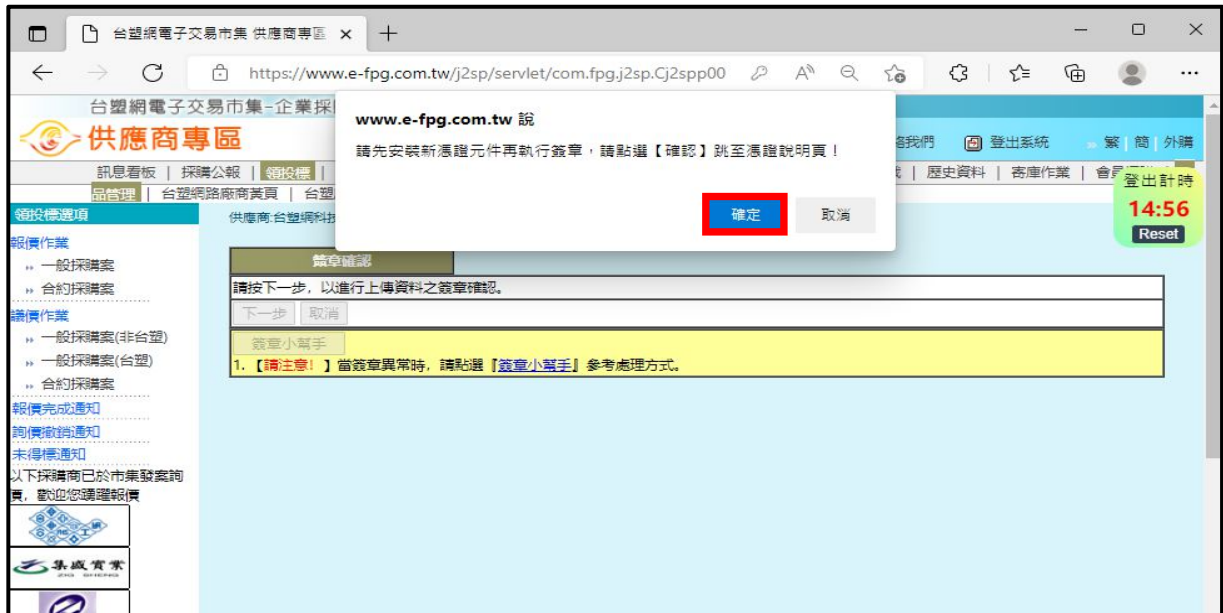 台塑網電子交易市集 供應商專區
https://www.e-fpg.com.tw/j2sp/servlet/com.fpg.j2sp.Cj2spp00
台塑網電子交易市集-企業採
供應商專區
www.e-fpg.com.tw 說
請先安裝新憑證元件再執行簽章，請點選【確認】跳至憑證說明頁！
確定
取消
絡我們
登出系統
» 繁 | 簡 | 外購
訊息看板 | 採購公報 | 領投標 |
| 歷史資料 | 寄庫作業 |
品管理 | 台塑網路廠商黃頁 | 台塑
登出計時
14:56
Reset
領投標選項
供應商:台塑網科技
報價作業
» 一般採購案
» 合約採購案
議價作業
» 一般採購案(非台塑)
» 一般採購案(台塑)
» 合約採購案
報價完成通知
詢價撤銷通知
未得標通知
以下採購商已於市集發案詢
價, 歡迎您踴躍報價
簽章確認
請按下一步, 以進行上傳資料之簽章確認。
下一步
取消
簽章小幫手
1. 【請注意! 】當簽章異常時, 請點選『簽章小幫手』參考處理方式。
集盛實業
ZIG SHENG